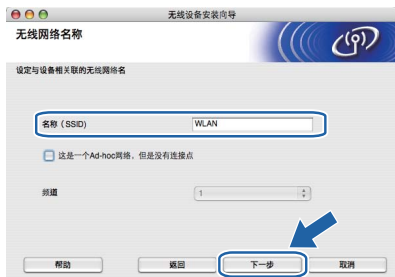 无线设备安装向导
无线网络名称
设定与设备相关联的无线网络名
名称（SSID) WLAN
这是一个Ad-hoc网络，但是没有连接点
频道 1
帮助 返回 下一步 取消